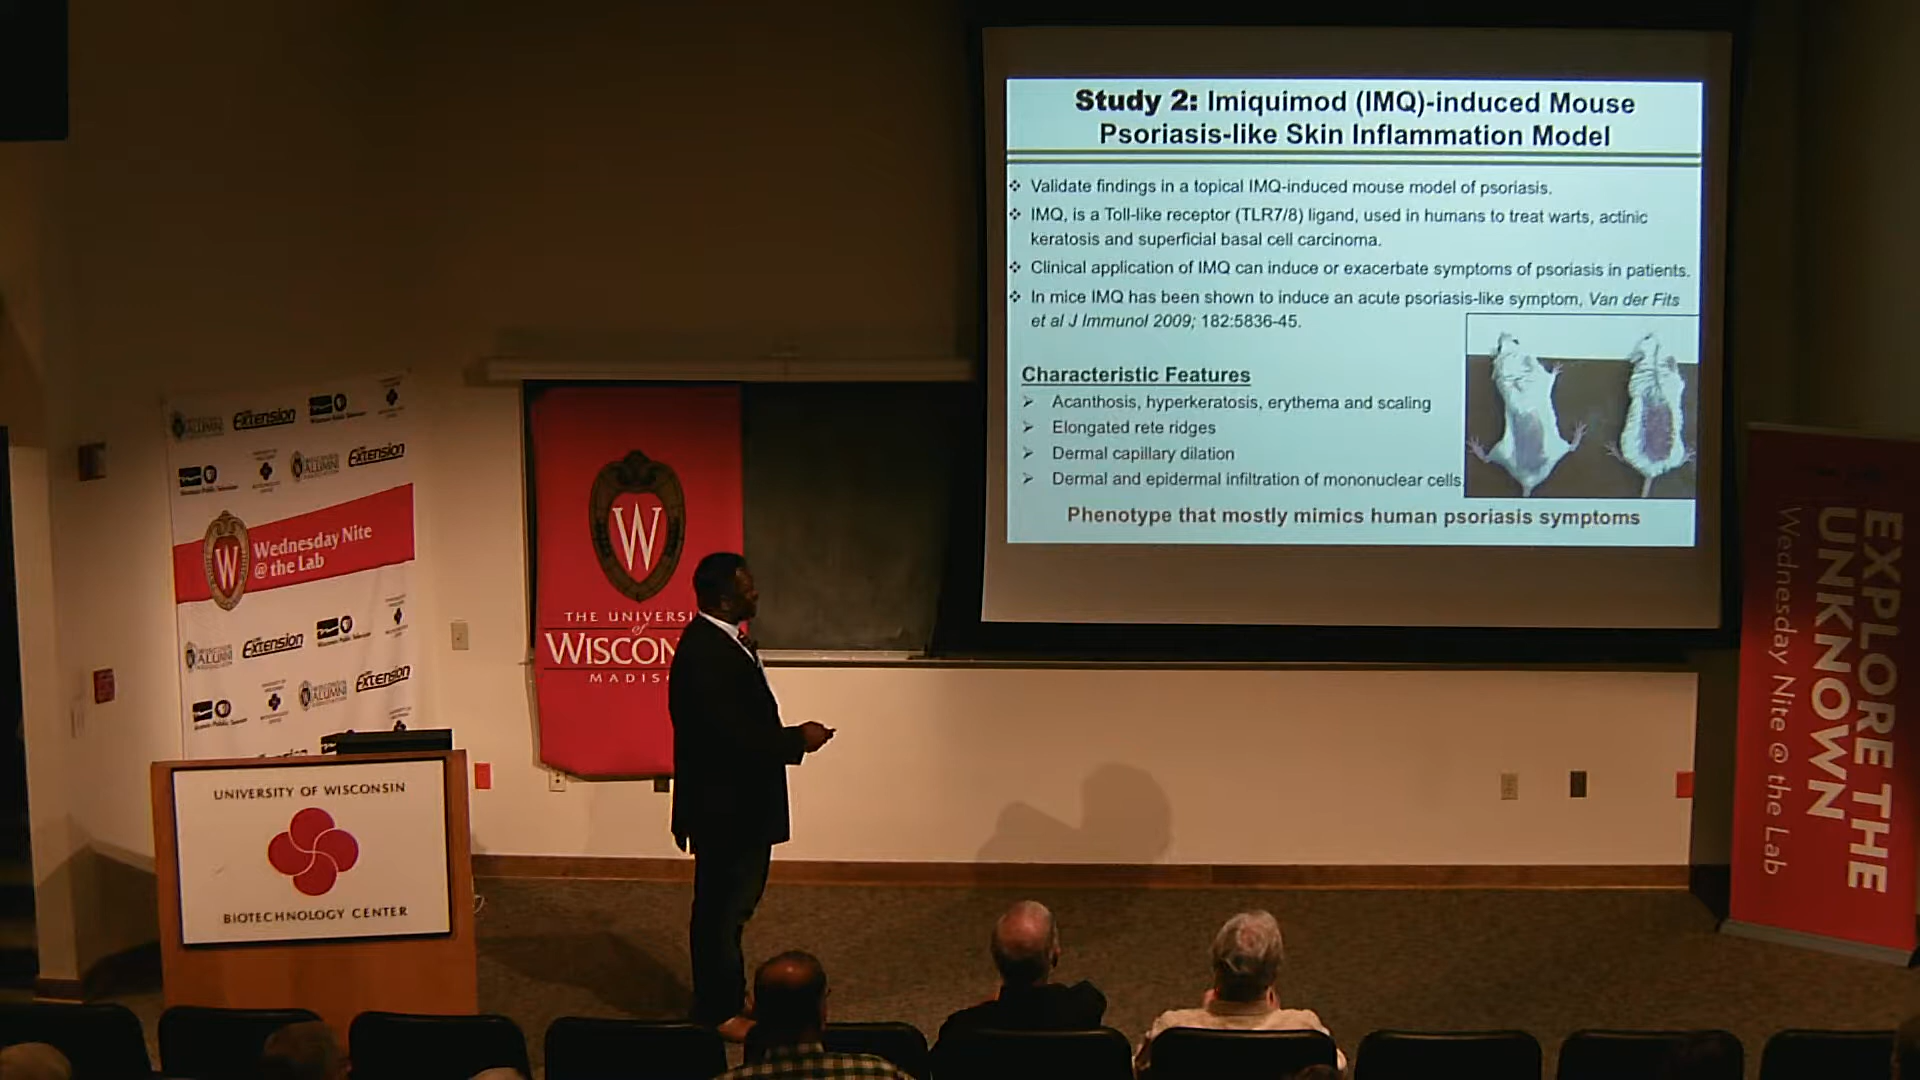 Study 2: Imiquimod (IMQ)-induced Mouse
Psoriasis-like Skin Inflammation Model
Validate findings in a topical IMQ-induced mouse model of psoriasis.
IMQ, is a Toll-like receptor (TLR7/8) ligand, used in humans to treat warts, actinic
keratosis and superficial basal cell carcinoma.
Clinical application of IMQ can induce or exacerbate symptoms of psoriasis in patients.
In mice IMQ has been shown to induce an acute psoriasis-like symptom, Van der Fits
et al J Immunol 2009; 182:5836-45.
Characteristic Features
Acanthosis, hyperkeratosis, erythema and scaling
Elongated rete ridges
Dermal capillary dilation
Dermal and epidermal infiltration of mononuclear cells
Phenotype that mostly mimics human psoriasis symptoms
ALUMNI
Extension
ALUMNI
Extension
W
Wednesday Nite
@ the Lab
ALUMNI
Extension
ALUMNI
Extension
W
THE UNIVERSI
of
WISCON
MADIS
UNIVERSITY OF WISCONSIN
BIOTECHNOLOGY CENTER
EXPLORE THE
UNKNOWN
Wednesday Nite @ the Lab